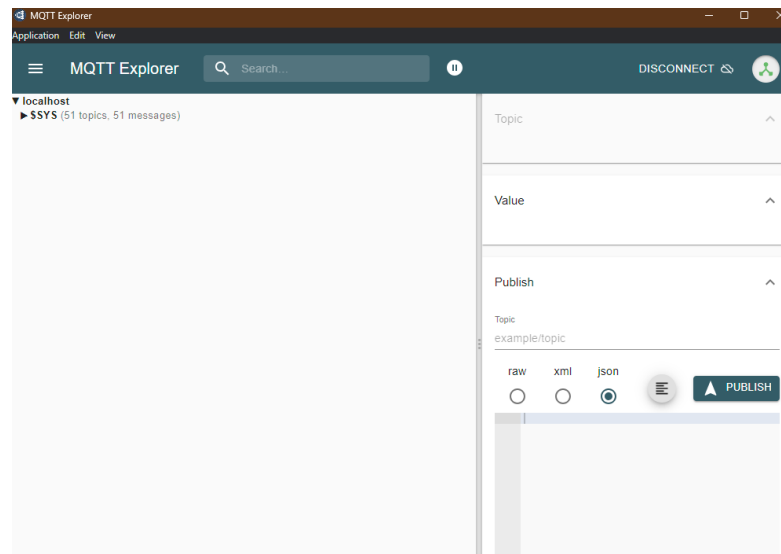 MQTT Explorer
Application Edit View
MQTT Explorer
Search...
DISCONNECT
▼ localhost
▶ $SYS (51 topics, 51 messages)
Topic
Value
Publish
Topic
example/topic
raw xml json
PUBLISH